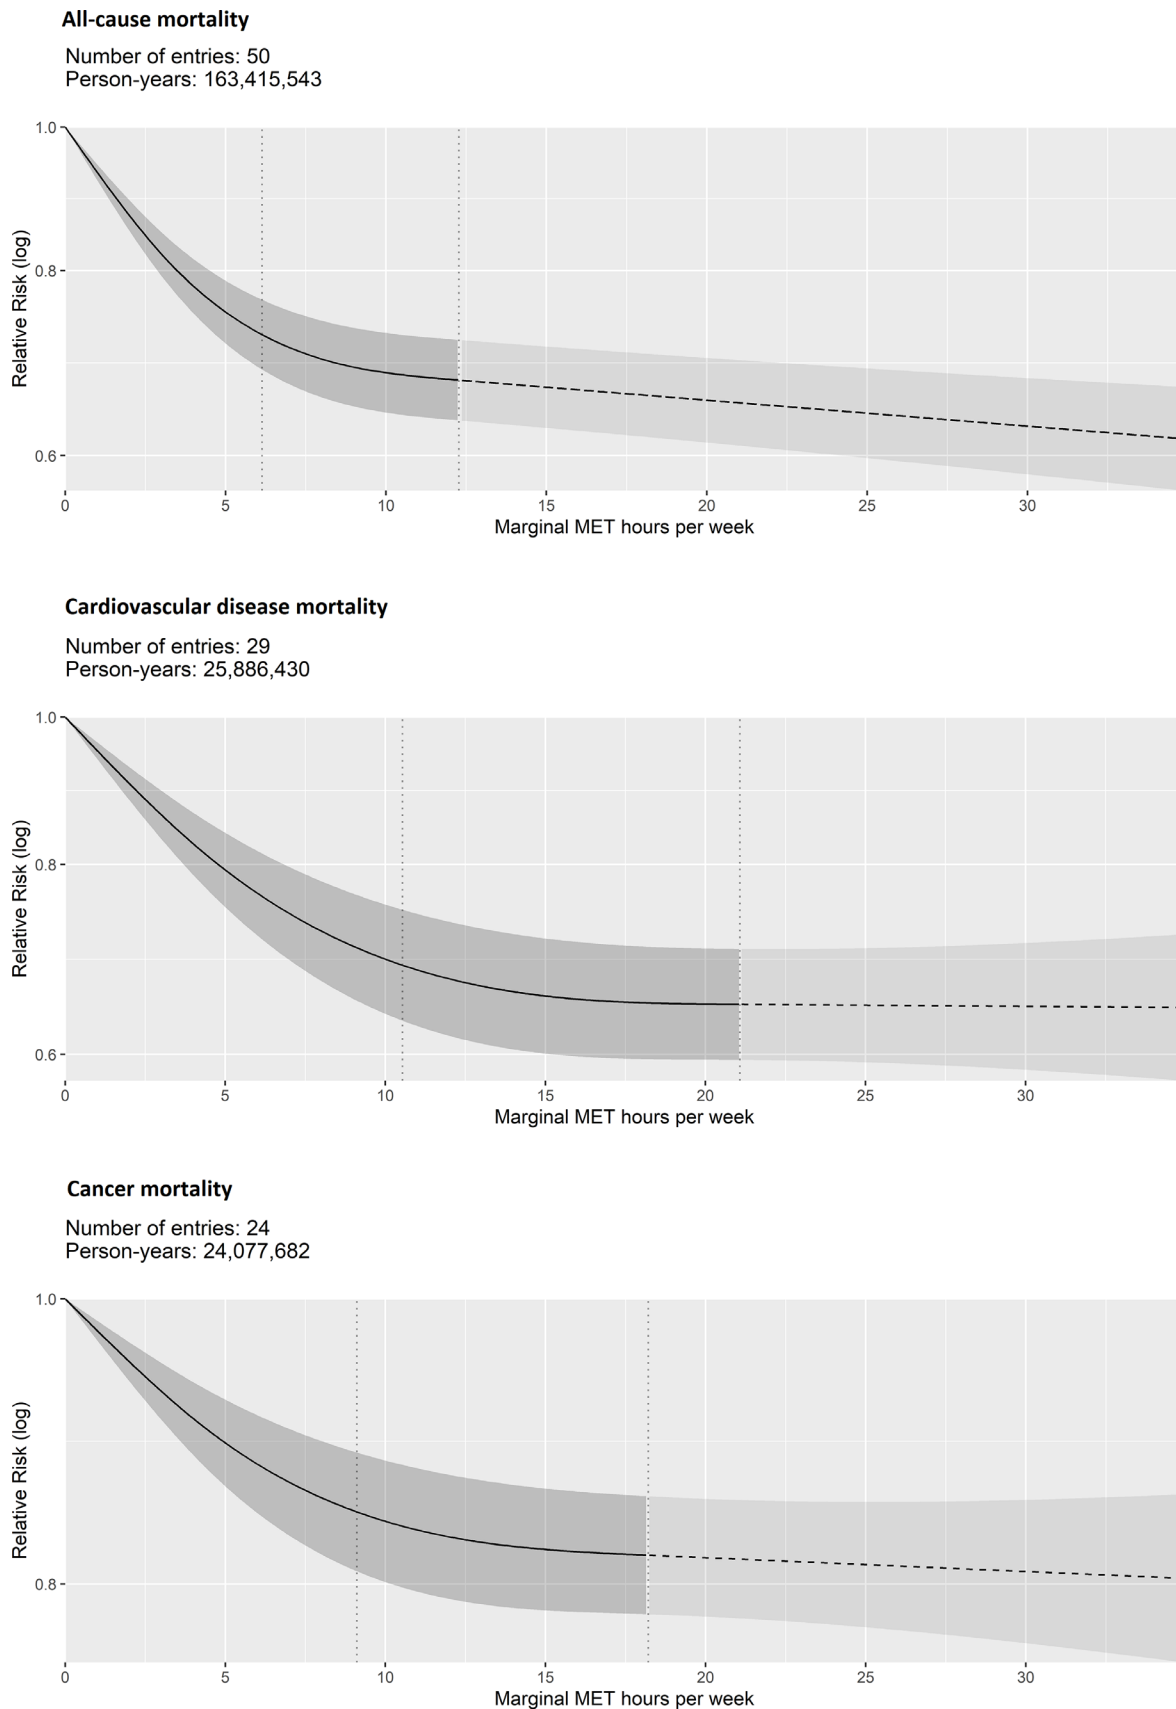 All-cause mortality
Number of entries: 50
Person-years: 163,415,543
1.0
0.8
0.6
Relative Risk (log)
0 5 10 15 20 25 30
Marginal MET hours per week
Cardiovascular disease mortality
Number of entries: 29
Person-years: 25,886,430
1.0
0.8
0.6
Relative Risk (log)
0 5 10 15 20 25 30
Marginal MET hours per week
Cancer mortality
Number of entries: 24
Person-years: 24,077,682
1.0
0.8
Relative Risk (log)
0 5 10 15 20 25 30
Marginal MET hours per week